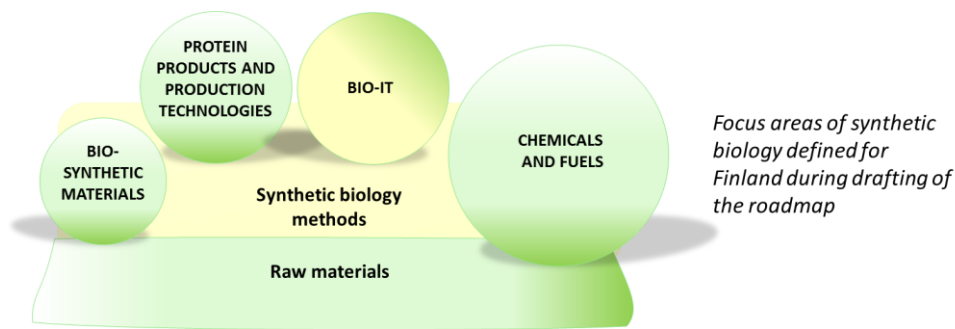 PROTEIN
PRODUCTS AND
PRODUCTION
TECHNOLOGIES
BIO-IT
CHEMICALS
AND FUELS
BIO-
SYNTHETIC
MATERIALS
Synthetic biology
methods
Raw materials
Focus areas of synthetic
biology defined for
Finland during drafting of
the roadmap